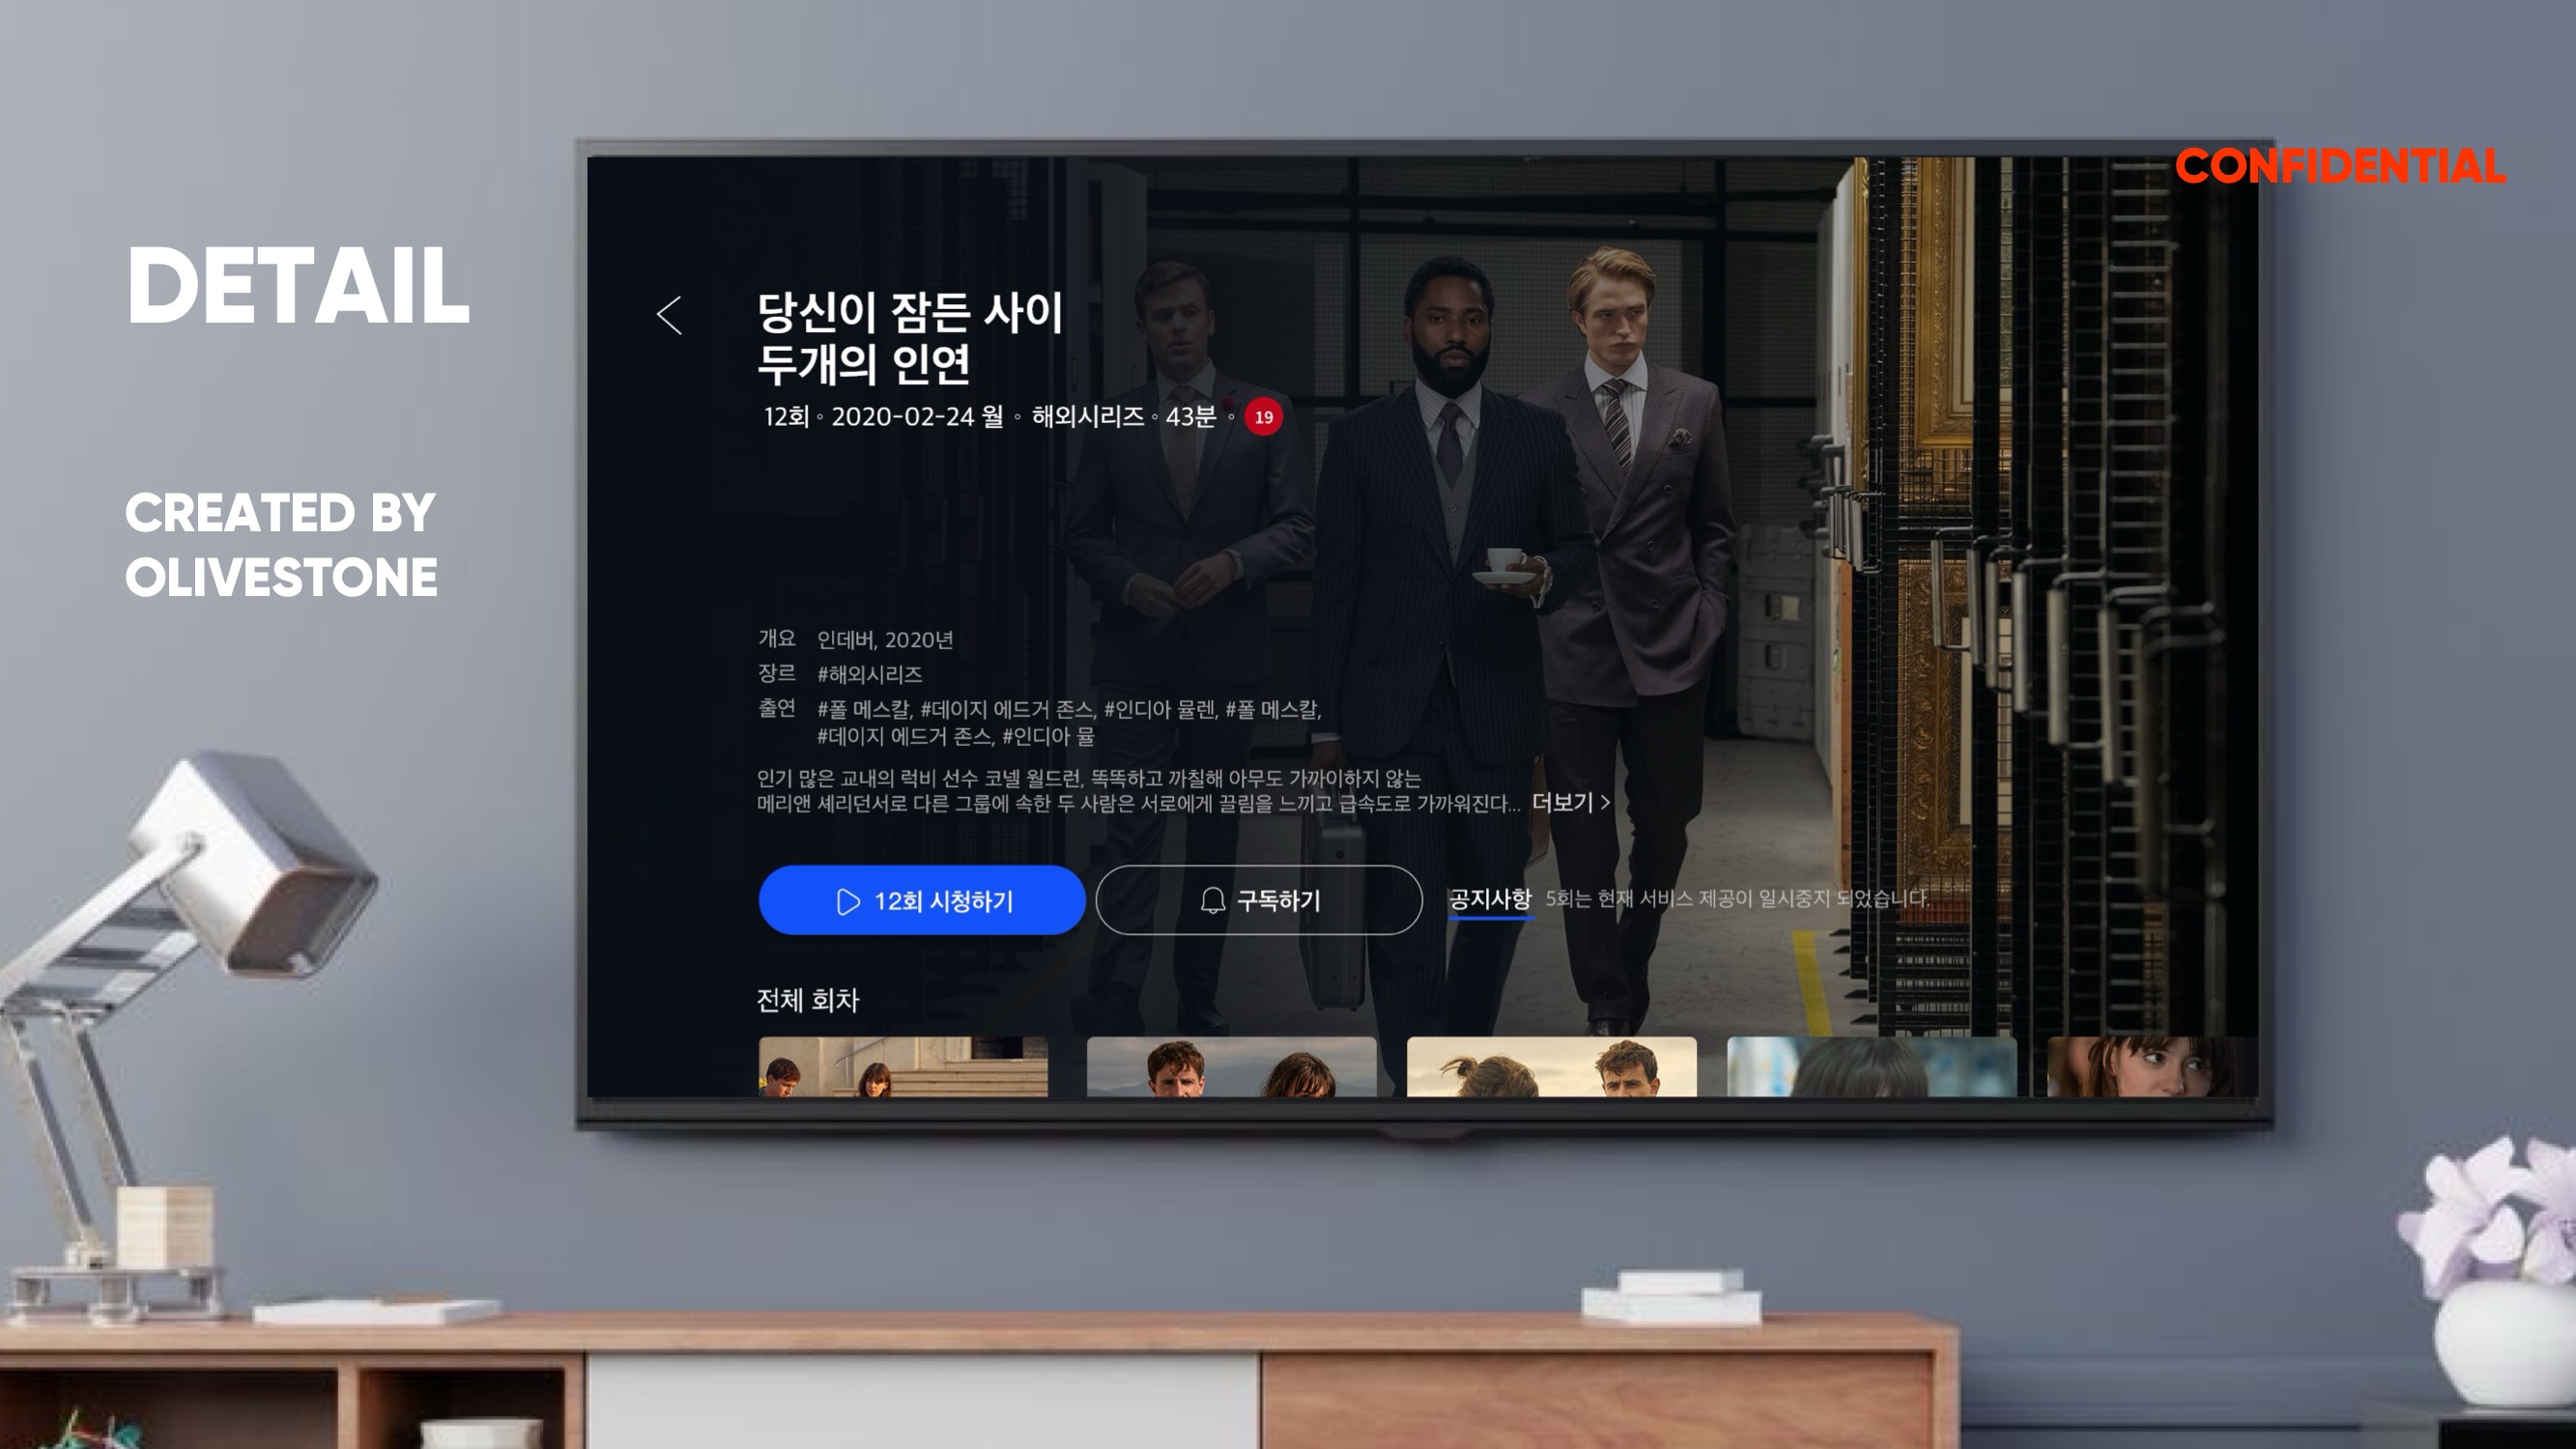 CONFIDENTIAL
DETAIL
CREATED BY
OLIVESTONE
당신이 잠든 사이
두개의 인연
12회 ◦ 2020-02-24 월 ◦ 해외시리즈 ◦ 43분 ◦ 19
개요 인데버, 2020년
장르 #해외시리즈
출연 #폴 메스칼, #데이지 에드거 존스, #인디아 뮬렌, #폴 메스칼,
#데이지 에드거 존스, #인디아 뮬
인기 많은 교내의 럭비 선수 코넬 월드런, 똑똑하고 까칠해 아무도 가까이하지 않는
메리앤 셰리던서로 다른 그룹에 속한 두 사람은 서로에게 끌림을 느끼고 급속도로 가까워진다... 더보기 >
12회 시청하기
구독하기
공지사항 5회는 현재 서비스 제공이 일시중지 되었습니다.
전체 회차